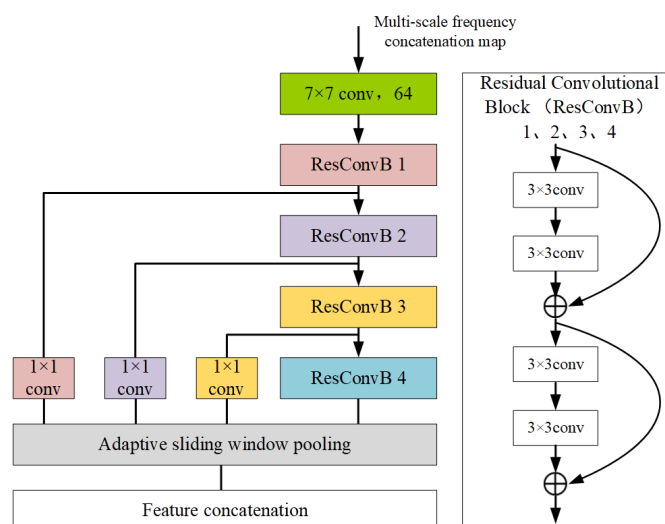 Multi-scale frequency
concatenation map
7×7 conv，64
ResConvB 1
ResConvB 2
ResConvB 3
1×1
conv
1×1
conv
1×1
conv
ResConvB 4
Adaptive sliding window pooling
Feature concatenation
Residual Convolutional
Block （ResConvB）
1、2、3、4
3×3conv
3×3conv
3×3conv
3×3conv